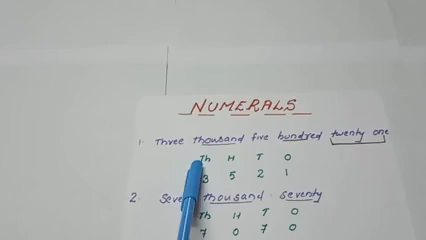 NUMERALS
1. Three thousand five hundred twenty one
Th H T O
3 5 2 1
2. Seven thousand seventy
Th H T O
7 0 7 0